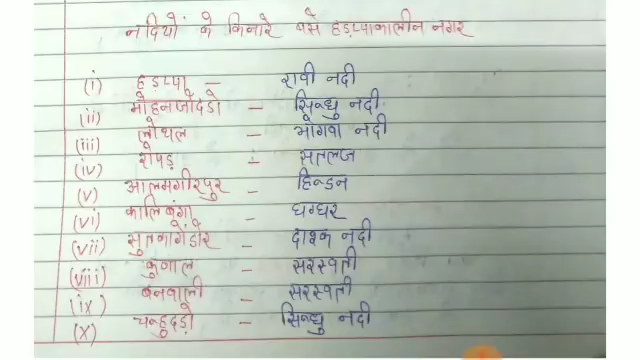 नदियों के किनारे बसे हड़प्पाकालीन नगर
(i) हड़प्पा – रावी नदी
(ii) मोहनजोदड़ो – सिन्धु नदी
(iii) लोथल – भोगवा नदी
(iv) रोपड़ ÷ सतलज
(v) आलमगीरपुर – हिन्डन
(vi) कालिबंगा – घग्घर
(vii) सुतकागेंडोर – दाश्क नदी
(viii) कुणाल – सरस्वती
(ix) बनवाली – सरस्वती
(x) चन्हुदड़ो – सिन्धु नदी